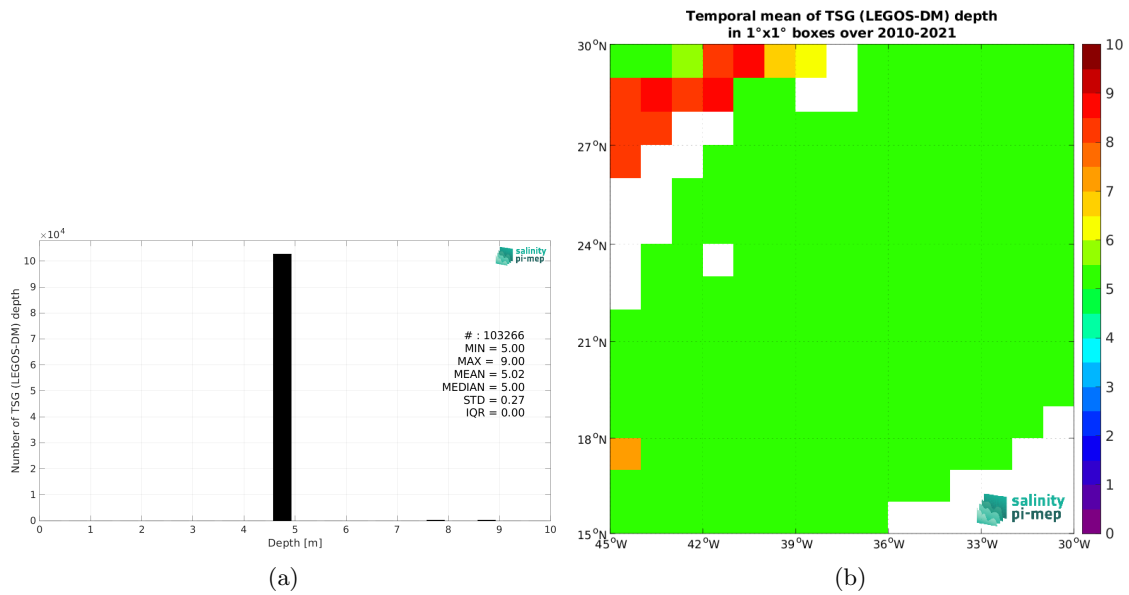 ×10⁴
10
9
8
7
6
5
4
3
2
1
0
Number of TSG (LEGOS-DM) depth
salinity
pi-mep
# : 103266
MIN = 5.00
MAX = 9.00
MEAN = 5.02
MEDIAN = 5.00
STD = 0.27
IQR = 0.00
0 1 2 3 4 5 6 7 8 9 10
Depth [m]
(a)
Temporal mean of TSG (LEGOS-DM) depth
in 1°x1° boxes over 2010-2021
30°N
27°N
24°N
21°N
18°N
15°N
45°W 42°W 39°W 36°W 33°W 30°W
salinity
pi-mep
10
9
8
7
6
5
4
3
2
1
0
(b)